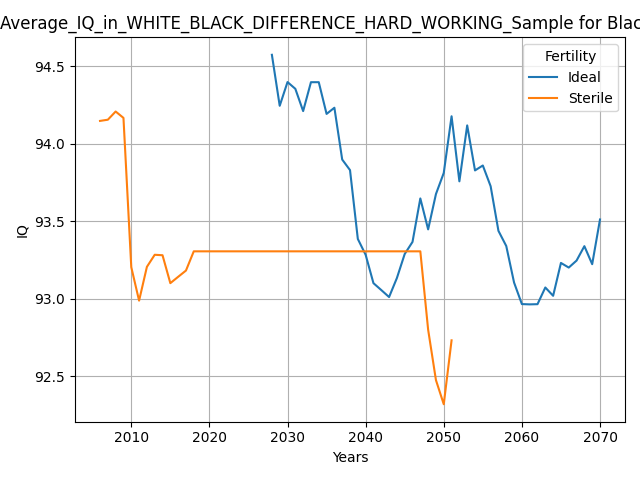 Average_IQ_in_WHITE_BLACK_DIFFERENCE_HARD_WORKING_Sample for Blac
Fertility
Ideal
Sterile
94.5
94.0
93.5
93.0
92.5
IQ
2010 2020 2030 2040 2050 2060 2070
Years